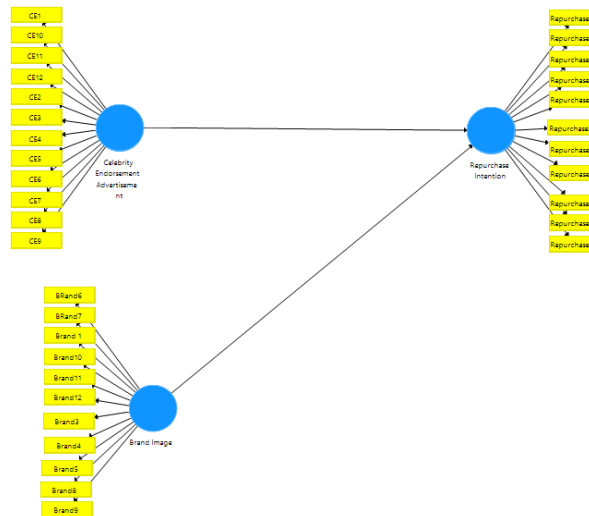 CE1
CE10
CE11
CE12
CE2
CE3
CE4
CE5
CE6
CE7
CE8
CE9
Celebrity
Endorsement
Advertiseme
nt
Repurchase
Repurchase
Repurchase
Repurchase
Repurchase
Repurchase
Repurchase
Repurchase
Repurchase
Repurchase
Repurchase
Repurchase
Intention
BRand6
BRand7
Brand 1
Brand10
Brand11
Brand12
Brand3
Brand4
Brand5
Brand8
Brand9
Brand Image